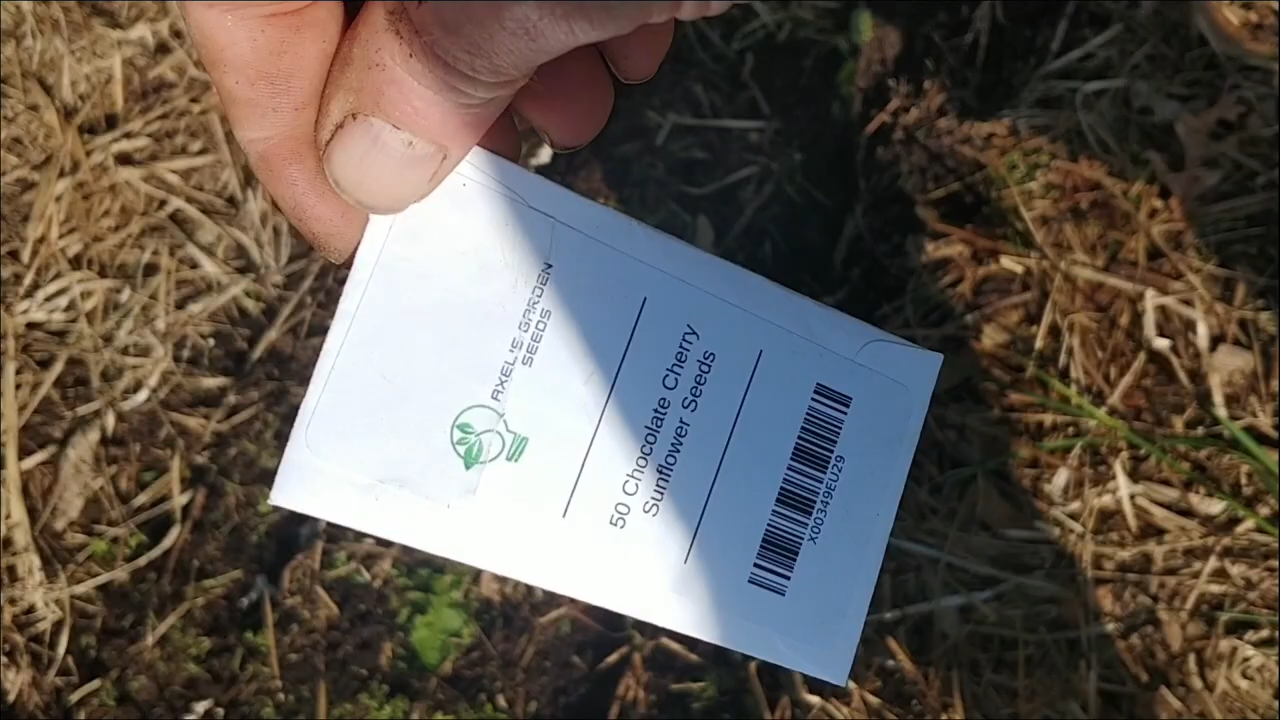 AXEL'S GARDEN
SEEDS
50 Chocolate Cherry
Sunflower Seeds
X00349EU29